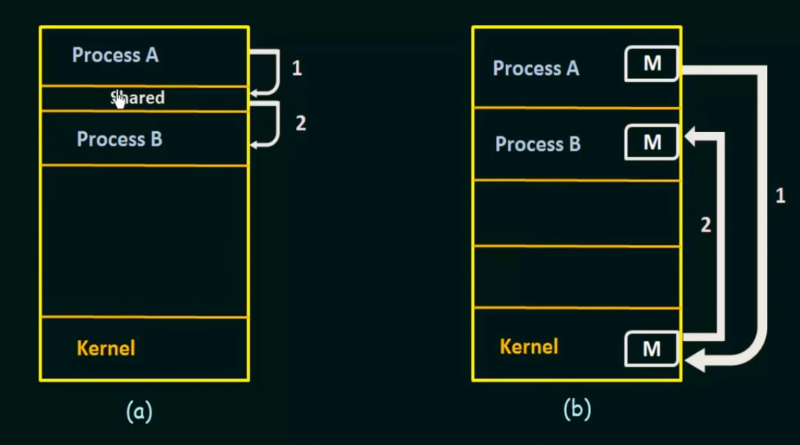 Process A
1
Shared
2
Process B
Kernel
(a)
Process A
M
Process B
M
1
2
Kernel
M
(b)